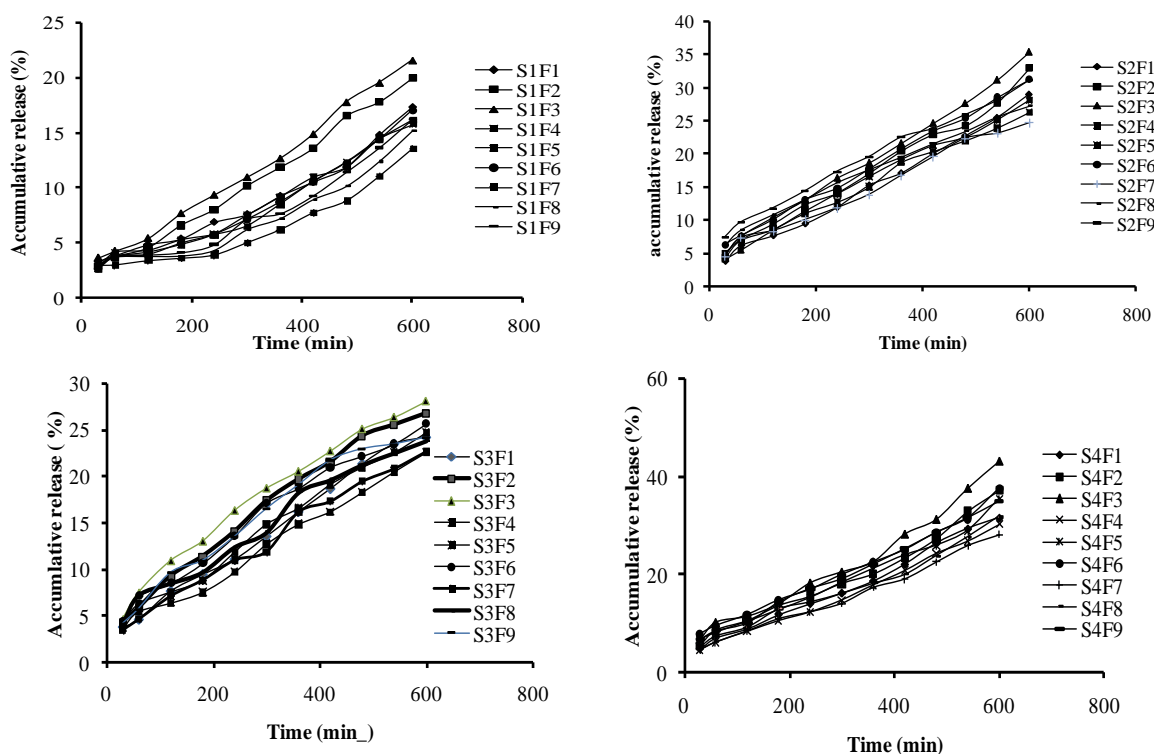 Accumulative release (%)
25
20
15
10
5
0
0
200
400
600
800
Time (min)
S1F1
S1F2
S1F3
S1F4
S1F5
S1F6
S1F7
S1F8
S1F9
accumulative release (%)
40
35
30
25
20
15
10
5
0
0
200
400
600
800
Time (min)
S2F1
S2F2
S2F3
S2F4
S2F5
S2F6
S2F7
S2F8
S2F9
Accumlative release ( %)
30
25
20
15
10
5
0
0
200
400
600
800
Time (min_)
S3F1
S3F2
S3F3
S3F4
S3F5
S3F6
S3F7
S3F8
S3F9
Accumulative release (%)
60
40
20
0
0
200
400
600
800
Time (min)
S4F1
S4F2
S4F3
S4F4
S4F5
S4F6
S4F7
S4F8
S4F9